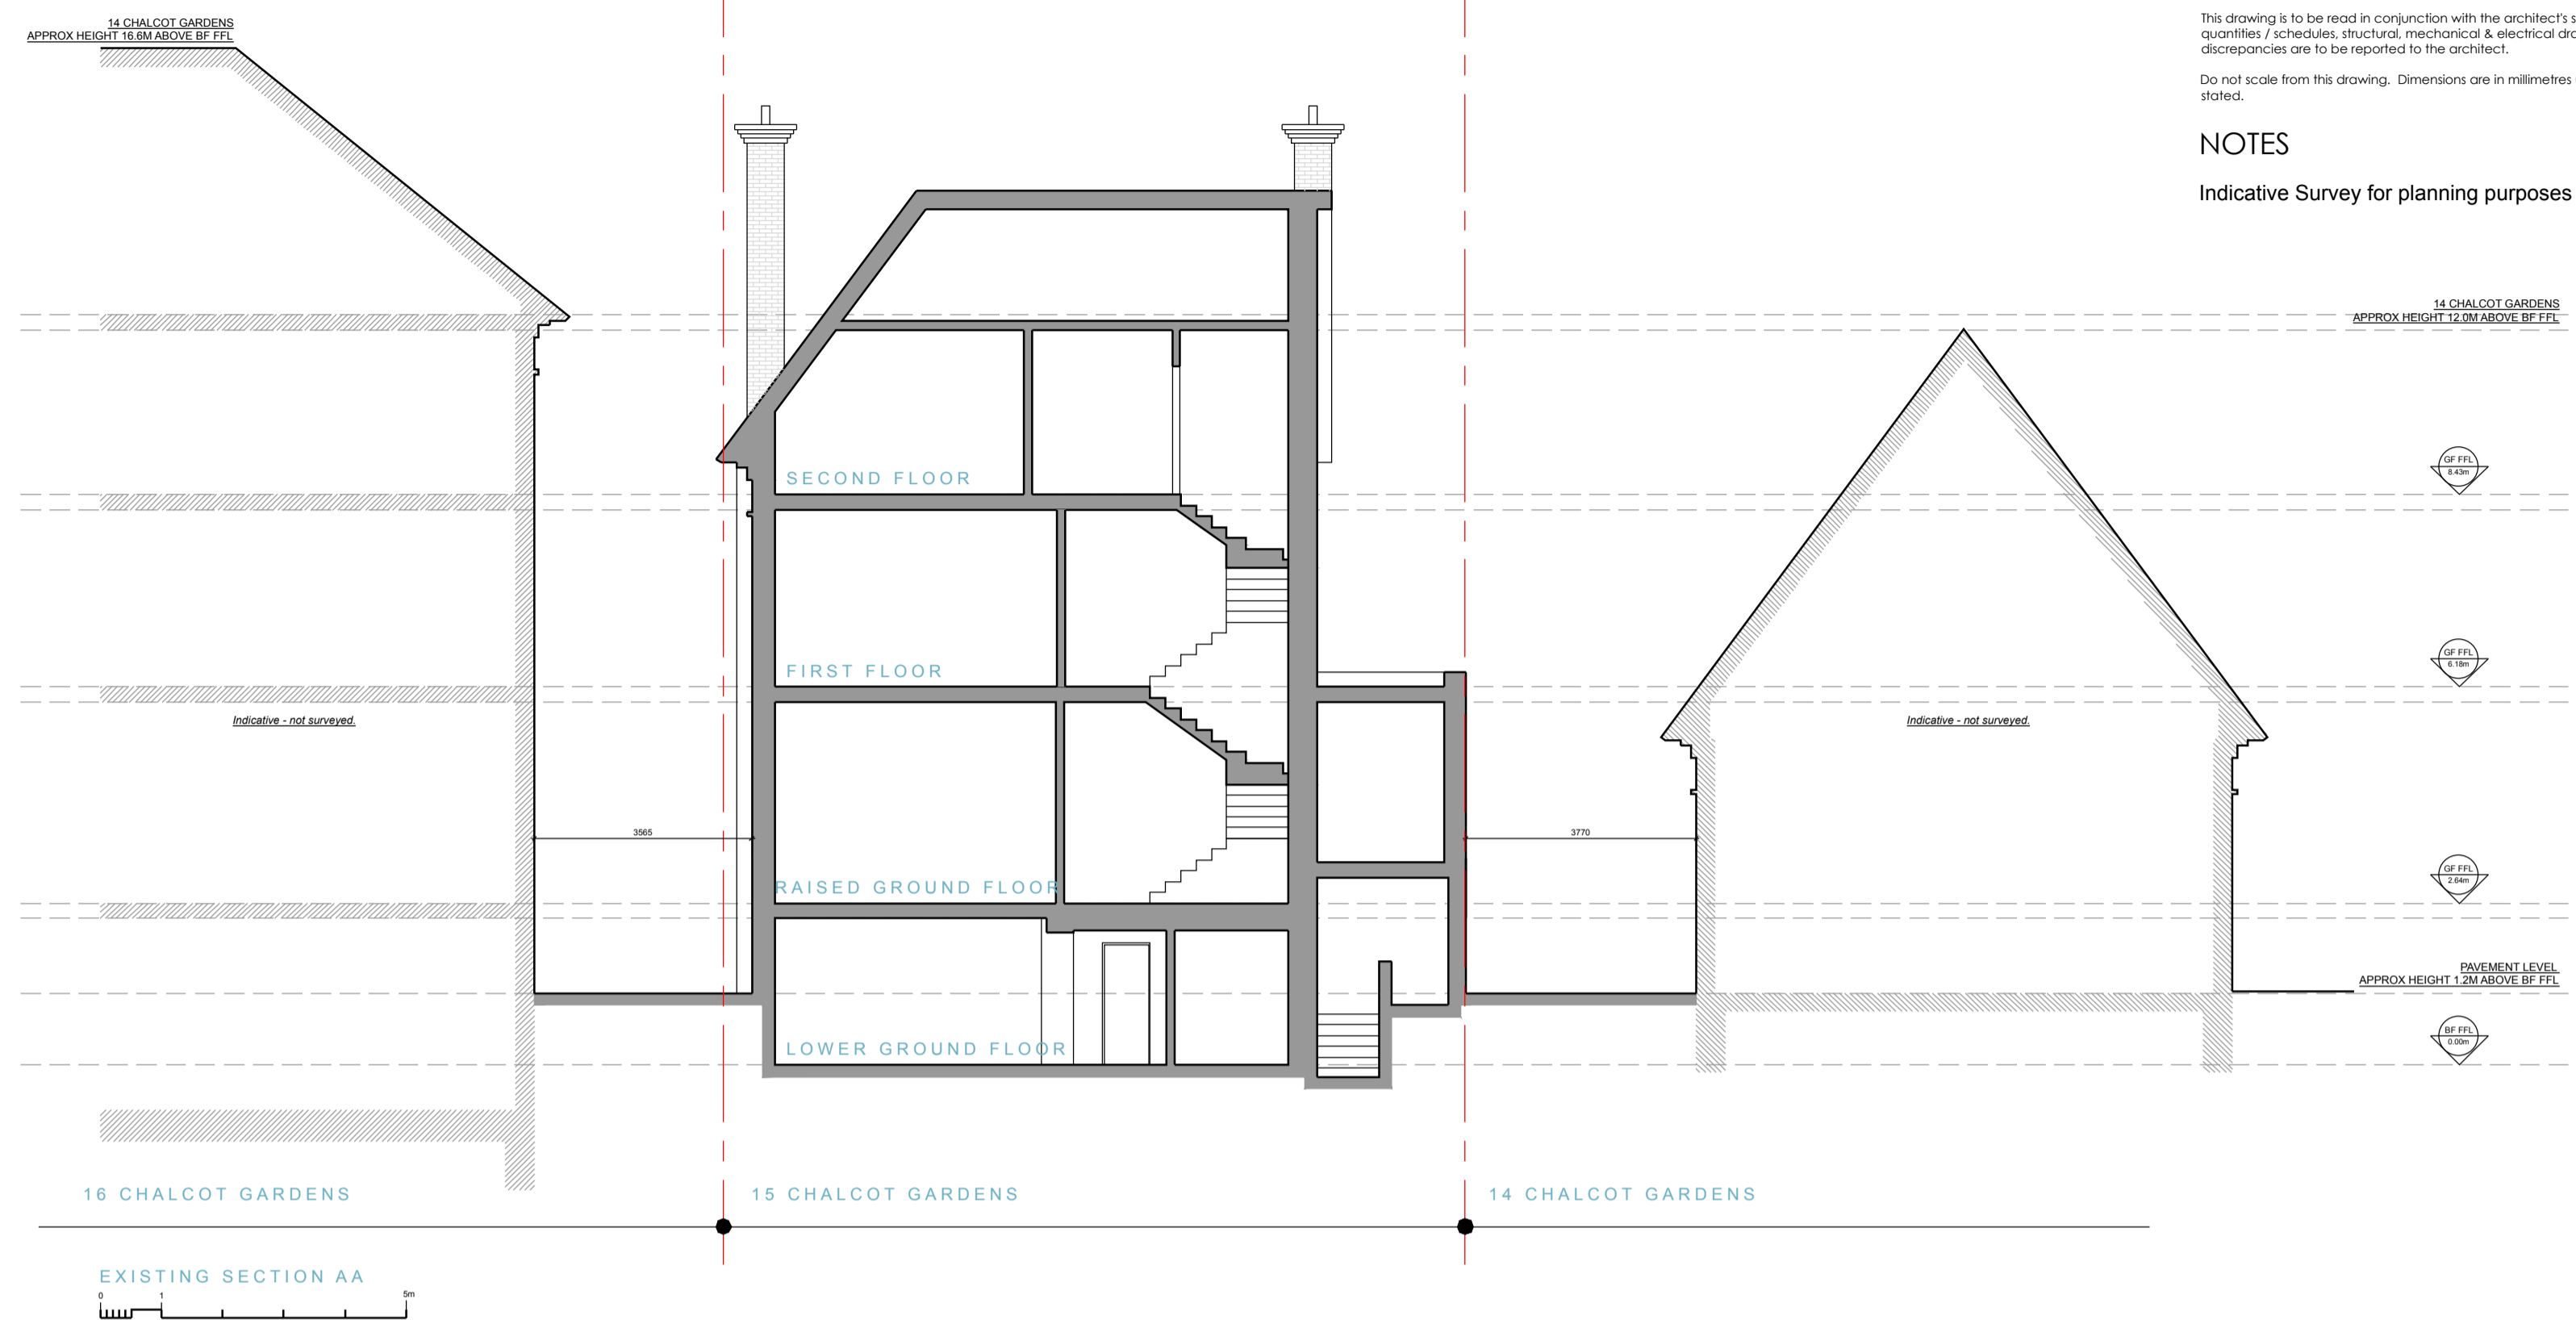 14 CHALCOT GARDENS
APPROX HEIGHT 16.6M ABOVE BF FFL
This drawing is to be read in conjunction with the architect's s
quantities / schedules, structural, mechanical & electrical dra
discrepancies are to be reported to the architect.
Do not scale from this drawing. Dimensions are in millimetres
stated.
NOTES
Indicative Survey for planning purposes
14 CHALCOT GARDENS
APPROX HEIGHT 12.0M ABOVE BF FFL
SECOND FLOOR
GF FFL
8.43m
FIRST FLOOR
GF FFL
6.18m
Indicative - not surveyed.
Indicative - not surveyed.
3565
3770
RAISED GROUND FLOOR
GF FFL
2.64m
PAVEMENT LEVEL
APPROX HEIGHT 1.2M ABOVE BF FFL
LOWER GROUND FLOOR
BF FFL
0.00m
16 CHALCOT GARDENS
15 CHALCOT GARDENS
14 CHALCOT GARDENS
EXISTING SECTION AA
0 1 5m